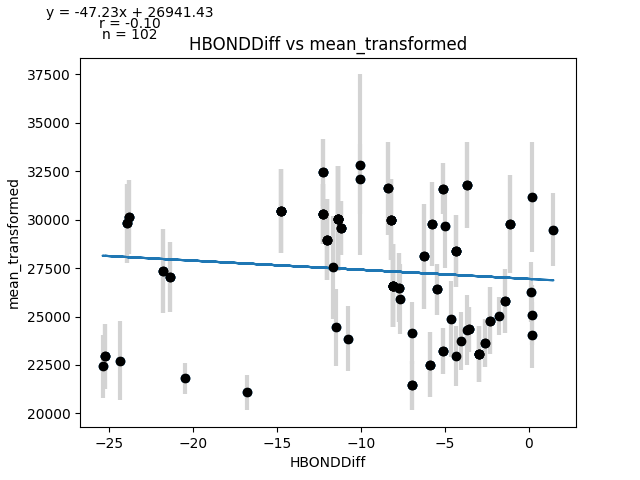 y = -47.23x + 26941.43
r = -0.10
n = 102
HBONDDiff vs mean_transformed
37500
35000
32500
30000
27500
25000
22500
20000
mean_transformed
−25
−20
−15
−10
−5
0
HBONDDiff